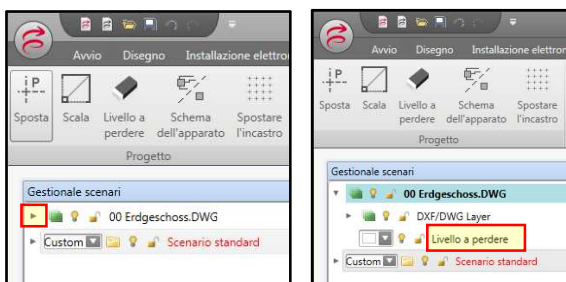 Avvio Disegno Installazione elettro
Sposta Scala Livello a perdere Schema dell'apparato Spostare l'incastro
Progetto
Gestionale scenari
00 Erdgeschoss.DWG
Custom Scenario standard
Avvio Disegno Installazione elettror
Sposta Scala Livello a perdere Schema dell'apparato Spostare l'incastro
Progetto
Gestionale scenari
00 Erdgeschoss.DWG
DXF/DWG Layer
Livello a perdere
Custom Scenario standard